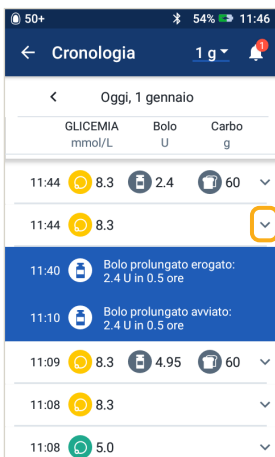 50+ 54% 11:46
Cronologia 1 g 1
Oggi, 1 gennaio
GLICEMIA Bolo Carbo
mmol/L U g
11:44 8.3 2.4 60
11:44 8.3
11:40 Bolo prolungato erogato:
2.4 U in 0.5 ore
11:10 Bolo prolungato avviato:
2.4 U in 0.5 ore
11:09 8.3 4.95 60
11:08 8.3
11:08 5.0